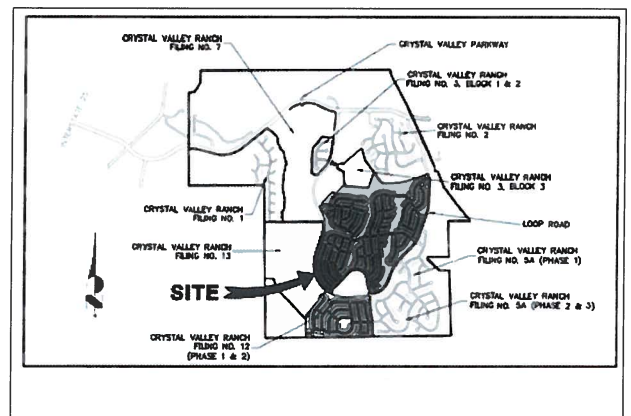 CRYSTAL VALLEY RANCH
FILING NO. 7
CRYSTAL VALLEY PARKWAY
CRYSTAL VALLEY RANCH
FILING NO. 3, BLOCK 1 & 2
INTERSTATE 25
CRYSTAL VALLEY RANCH
FILING NO. 2
CRYSTAL VALLEY RANCH
FILING NO. 3, BLOCK 3
CRYSTAL VALLEY RANCH
FILING NO. 1
LOOP ROAD
CRYSTAL VALLEY RANCH
FILING NO. 13
CRYSTAL VALLEY RANCH
FILING NO. 5A (PHASE 1)
SITE
CRYSTAL VALLEY RANCH
FILING NO. 5A (PHASE 2 & 3)
CRYSTAL VALLEY RANCH
FILING NO. 12
(PHASE 1 & 2)